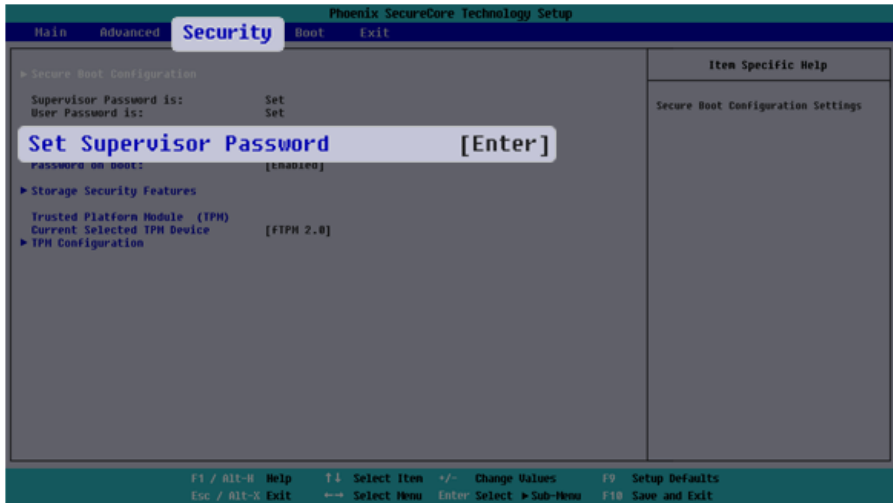 Phoenix SecureCore Technology Setup
Main Advanced Security Boot Exit
▶ Secure Boot Configuration
Supervisor Password is: Set
User Password is: Set
Set Supervisor Password [Enter]
Password on Boot: [Enabled]
▶ Storage Security Features
Trusted Platform Module (TPM)
Current Selected TPM Device [fTPM 2.0]
▶ TPM Configuration
Item Specific Help
Secure Boot Configuration Settings
F1 / Alt-H Help ↑↓ Select Item +/- Change Values F9 Setup Defaults
Esc / Alt-X Exit ←→ Select Menu Enter Select ▶ Sub-Menu F10 Save and Exit